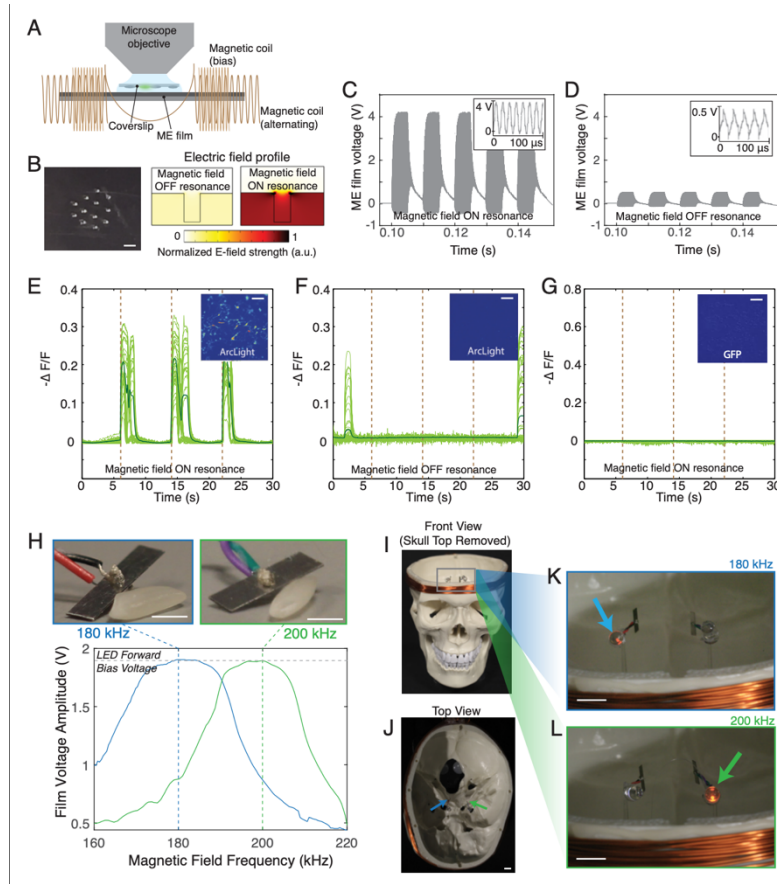 A
Microscope
objective
Magnetic coil
(bias)
Magnetic coil
(alternating)
Coverslip
ME film
B
Electric field profile
Magnetic field
OFF resonance
Magnetic field
ON resonance
0
1
Normalized E-field strength (a.u.)
C
ME film voltage (V)
4
2
0
-1
4 V
0
0 100 µs
Magnetic field ON resonance
0.10 0.12 0.14
Time (s)
D
ME film voltage (V)
4
2
0
-1
0.5 V
0
0 100 µs
Magnetic field OFF resonance
0.10 0.12 0.14
Time (s)
E
-Δ F/F
0.4
0.3
0.2
0.1
0
ArcLight
Magnetic field ON resonance
0 5 10 15 20 25 30
Time (s)
F
-Δ F/F
0.4
0.3
0.2
0.1
0
ArcLight
Magnetic field OFF resonance
0 5 10 15 20 25 30
Time (s)
G
-Δ F/F
0.8
0.6
0.4
0.2
0
GFP
Magnetic field ON resonance
0 5 10 15 20 25 30
Time (s)
H
180 kHz
200 kHz
Film Voltage Amplitude (V)
2
1.5
1
0.5
LED Forward
Bias Voltage
160 180 200 220
Magnetic Field Frequency (kHz)
I
Front View
(Skull Top Removed)
J
Top View
K
180 kHz
L
200 kHz